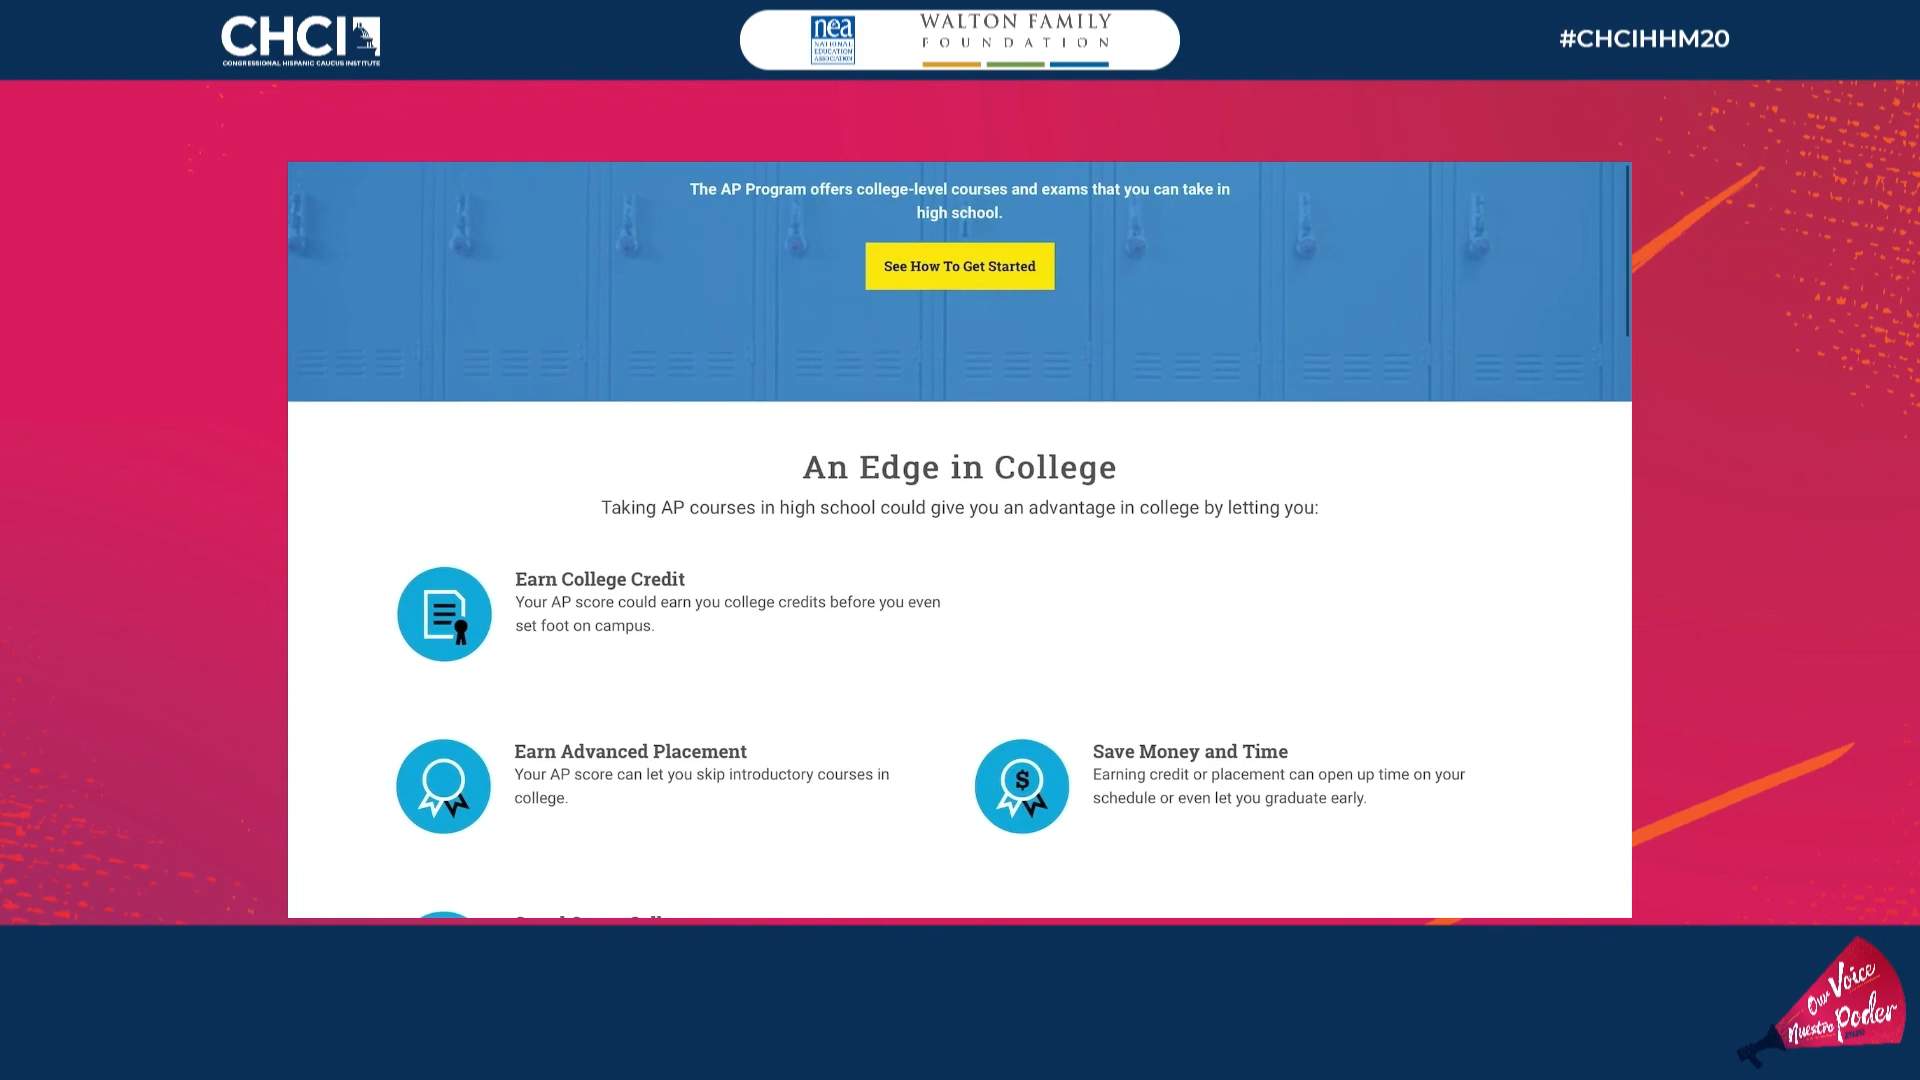 CHCI
CONGRESSIONAL HISPANIC CAUCUS INSTITUTE
nea
NATIONAL
EDUCATION
ASSOCIATION
WALTON FAMILY
FOUNDATION
#CHCIHHM20
The AP Program offers college-level courses and exams that you can take in
high school.
See How To Get Started
An Edge in College
Taking AP courses in high school could give you an advantage in college by letting you:
Earn College Credit
Your AP score could earn you college credits before you even
set foot on campus.
Earn Advanced Placement
Your AP score can let you skip introductory courses in
college.
Save Money and Time
Earning credit or placement can open up time on your
schedule or even let you graduate early.
Our Voice
Nuestro Poder
2020